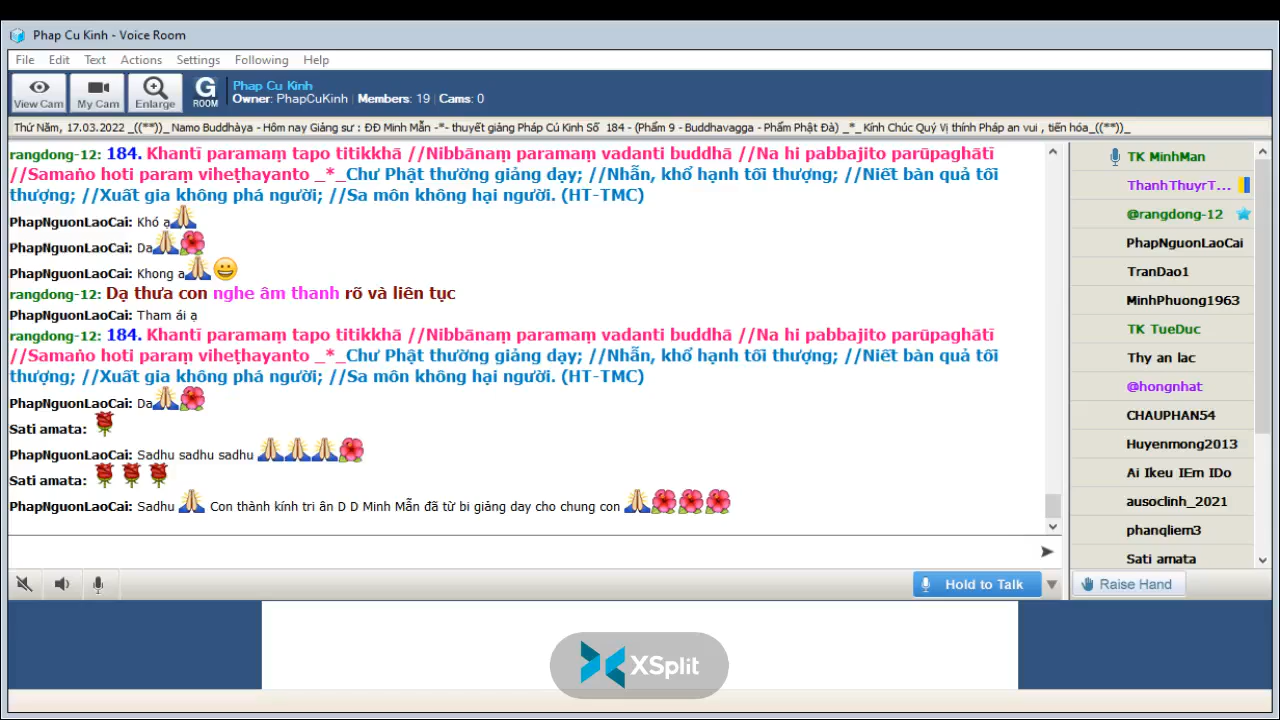 Phap Cu Kinh - Voice Room
File Edit Text Actions Settings Following Help
View Cam My Cam Enlarge G ROOM
Phap Cu Kinh
Owner: PhapCuKinh | Members: 19 | Cams: 0
Thứ Năm, 17.03.2022 _((**))_ Namo Buddhàya - Hôm nay Giảng sư : ĐĐ Minh Mẫn -*- thuyết giảng Pháp Cú Kinh Số 184 - (Phẩm 9 - Buddhavagga - Phẩm Phật Đà) _*_ Kính Chúc Quý Vị thính Pháp an vui , tiến hóa_((**))_
rangdong-12: 184. Khantī paramaṃ tapo titikkhā //Nibbānaṃ paramaṃ vadanti buddhā //Na hi pabbajito parūpaghātī
//Samaṅo hoti paraṃ viheṭhayanto _*_Chư Phật thường giảng dạy; //Nhẫn, khổ hạnh tối thượng; //Niết bàn quả tối
thượng; //Xuất gia không phá người; //Sa môn không hại người. (HT-TMC)
PhapNguonLaoCai: Khó ạ
PhapNguonLaoCai: Da
PhapNguonLaoCai: Khong a
rangdong-12: Dạ thưa con nghe âm thanh rõ và liên tục
PhapNguonLaoCai: Tham ái ạ
rangdong-12: 184. Khantī paramaṃ tapo titikkhā //Nibbānaṃ paramaṃ vadanti buddhā //Na hi pabbajito parūpaghātī
//Samaṅo hoti paraṃ viheṭhayanto _*_Chư Phật thường giảng dạy; //Nhẫn, khổ hạnh tối thượng; //Niết bàn quả tối
thượng; //Xuất gia không phá người; //Sa môn không hại người. (HT-TMC)
PhapNguonLaoCai: Da
Sati amata:
PhapNguonLaoCai: Sadhu sadhu sadhu
Sati amata:
PhapNguonLaoCai: Sadhu Con thành kính tri ân D D Minh Mẫn đã từ bi giảng day cho chung con
TK MinhMan
ThanhThuyrT...
@rangdong-12
PhapNguonLaoCai
TranDao1
MinhPhuong1963
TK TueDuc
Thy an lac
@hongnhat
CHAUPHAN54
Huyenmong2013
Ai Ikeu IEm IDo
ausoclinh_2021
phanqliem3
Sati amata
Hold to Talk
Raise Hand
XSplit